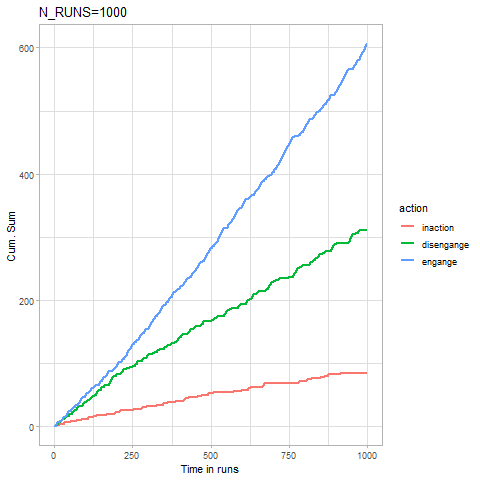 N_RUNS=1000
600
400
200
0
Cum. Sum
0
250
500
750
1000
Time in runs
action
inaction
disengange
engange